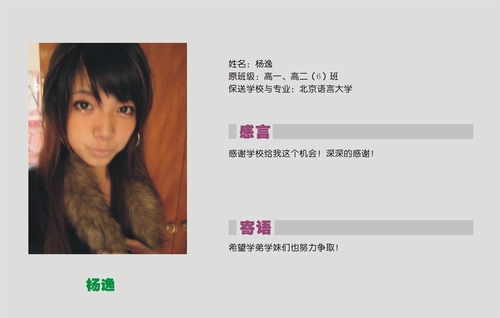 姓名：杨逸
原班级：高一、高二（6）班
保送学校与专业：北京语言大学
感言
感谢学校给我这个机会！深深的感谢！
寄语
希望学弟学妹们也努力争取！
杨逸